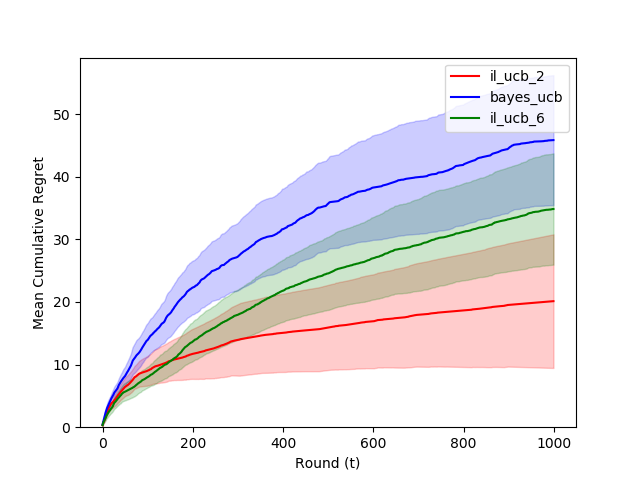 il_ucb_2
bayes_ucb
il_ucb_6
Mean Cumulative Regret
50
40
30
20
10
0
0 200 400 600 800 1000
Round (t)